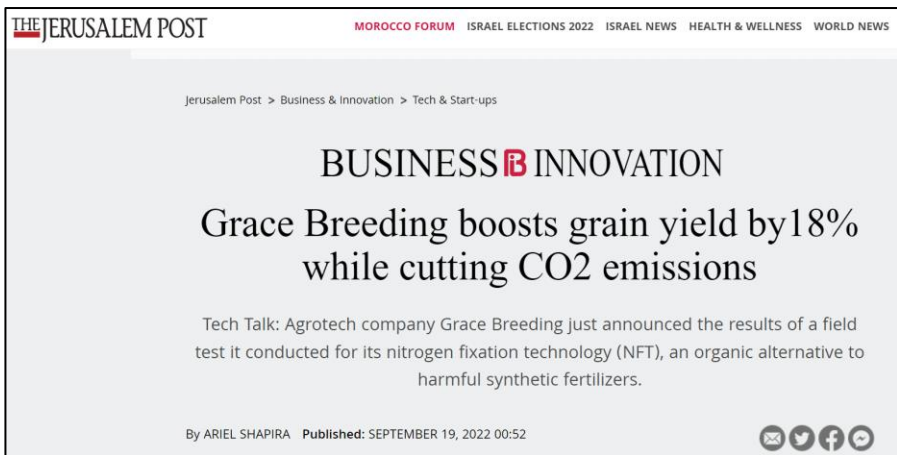 THE JERUSALEM POST
MOROCCO FORUM ISRAEL ELECTIONS 2022 ISRAEL NEWS HEALTH & WELLNESS WORLD NEWS
Jerusalem Post > Business & Innovation > Tech & Start-ups
BUSINESS IB INNOVATION
Grace Breeding boosts grain yield by18%
while cutting CO2 emissions
Tech Talk: Agrotech company Grace Breeding just announced the results of a field
test it conducted for its nitrogen fixation technology (NFT), an organic alternative to
harmful synthetic fertilizers.
By ARIEL SHAPIRA Published: SEPTEMBER 19, 2022 00:52